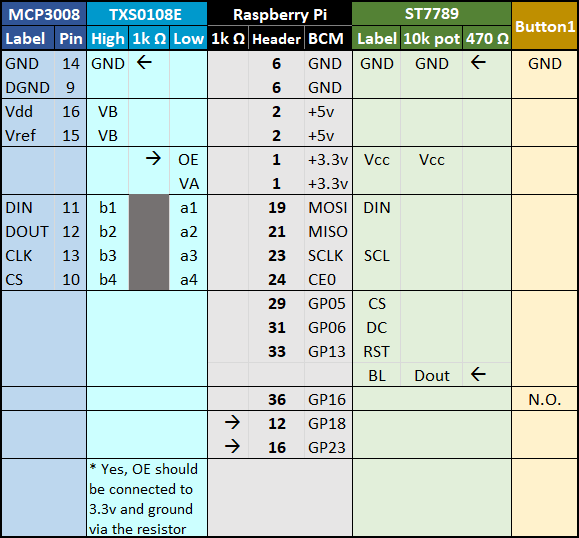 MCP3008 TXS0108E Raspberry Pi ST7789 Button1
Label Pin High 1k Ω Low 1k Ω Header BCM Label 10k pot 470 Ω
GND 14 GND ← 6 GND GND GND ← GND
DGND 9 6 GND
Vdd 16 VB 2 +5v
Vref 15 VB 2 +5v
→ OE 1 +3.3v Vcc Vcc
VA 1 +3.3v
DIN 11 b1 a1 19 MOSI DIN
DOUT 12 b2 a2 21 MISO
CLK 13 b3 a3 23 SCLK SCL
CS 10 b4 a4 24 CE0
29 GP05 CS
31 GP06 DC
33 GP13 RST
BL Dout ←
36 GP16 N.O.
→ 12 GP18
→ 16 GP23
* Yes, OE should
be connected to
3.3v and ground
via the resistor